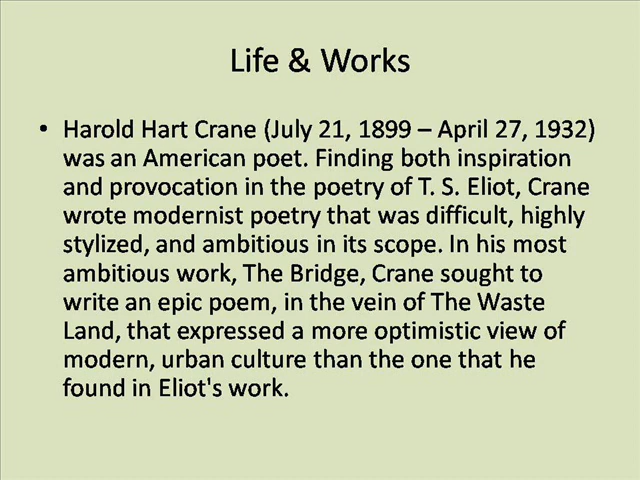 Life & Works
• Harold Hart Crane (July 21, 1899 – April 27, 1932)
was an American poet. Finding both inspiration
and provocation in the poetry of T. S. Eliot, Crane
wrote modernist poetry that was difficult, highly
stylized, and ambitious in its scope. In his most
ambitious work, The Bridge, Crane sought to
write an epic poem, in the vein of The Waste
Land, that expressed a more optimistic view of
modern, urban culture than the one that he
found in Eliot's work.